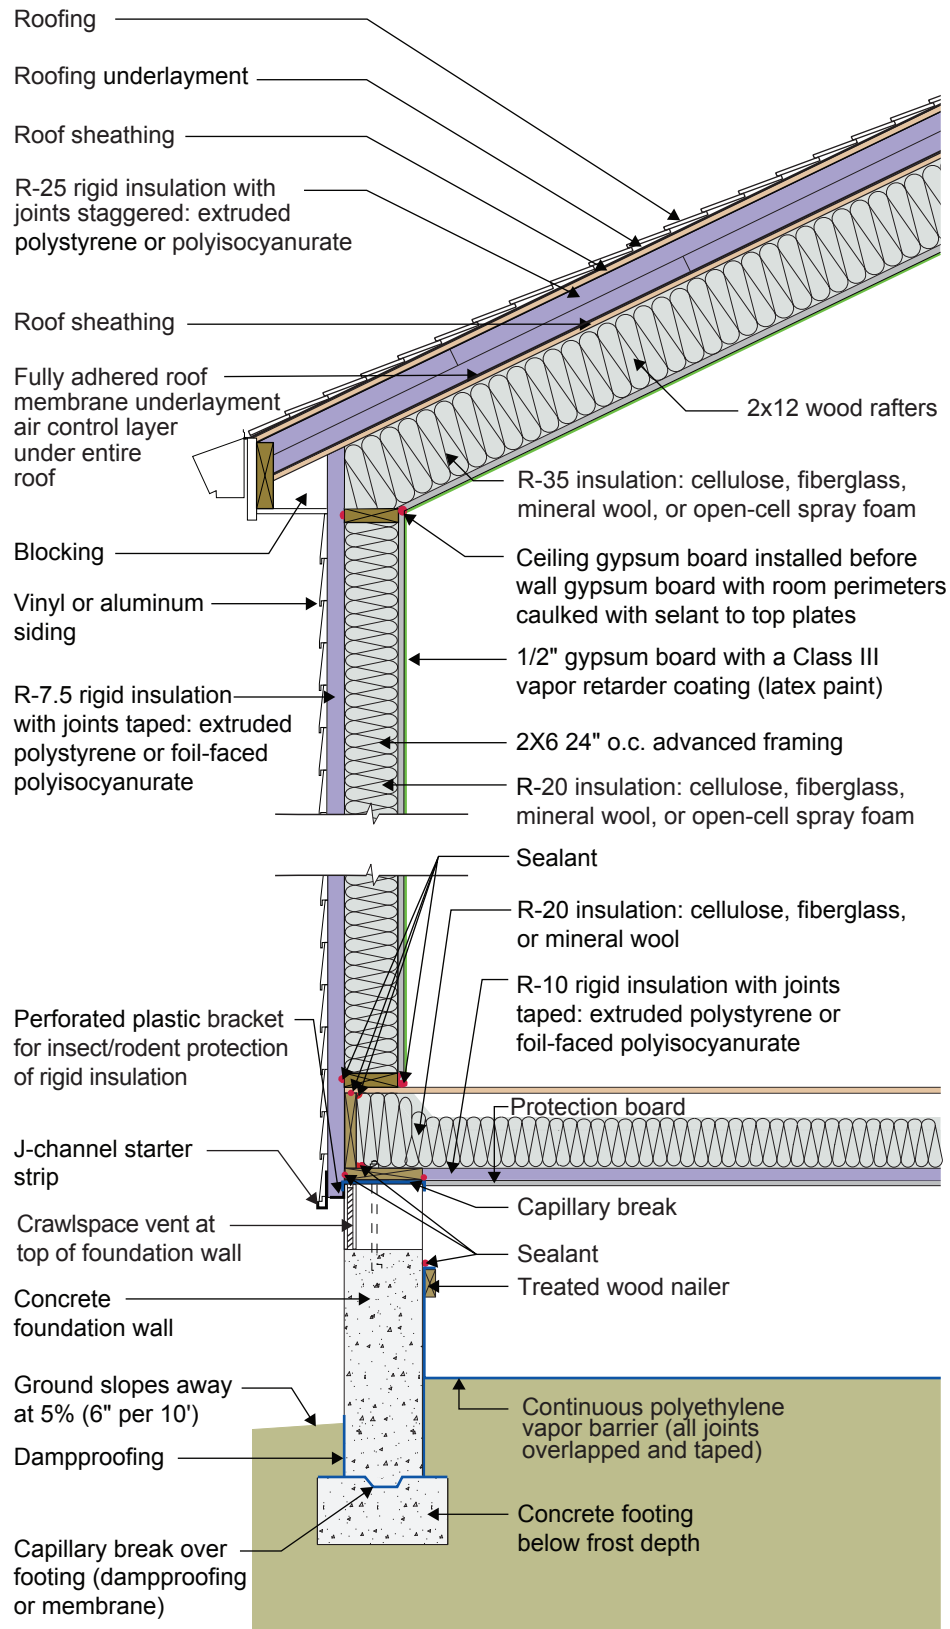 Roofing
Roofing underlayment
Roof sheathing
R-25 rigid insulation with
joints staggered: extruded
polystyrene or polyisocyanurate
Roof sheathing
Fully adhered roof
membrane underlayment
air control layer
under entire
roof
2x12 wood rafters
R-35 insulation: cellulose, fiberglass,
mineral wool, or open-cell spray foam
Blocking
Ceiling gypsum board installed before
wall gypsum board with room perimeters
caulked with selant to top plates
Vinyl or aluminum
siding
1/2" gypsum board with a Class III
vapor retarder coating (latex paint)
R-7.5 rigid insulation
with joints taped: extruded
polystyrene or foil-faced
polyisocyanurate
2X6 24" o.c. advanced framing
R-20 insulation: cellulose, fiberglass,
mineral wool, or open-cell spray foam
Sealant
R-20 insulation: cellulose, fiberglass,
or mineral wool
R-10 rigid insulation with joints
taped: extruded polystyrene or
foil-faced polyisocyanurate
Perforated plastic bracket
for insect/rodent protection
of rigid insulation
Protection board
J-channel starter
strip
Capillary break
Crawlspace vent at
top of foundation wall
Sealant
Treated wood nailer
Concrete
foundation wall
Ground slopes away
at 5% (6" per 10')
Continuous polyethylene
vapor barrier (all joints
overlapped and taped)
Dampproofing
Concrete footing
below frost depth
Capillary break over
footing (dampproofing
or membrane)